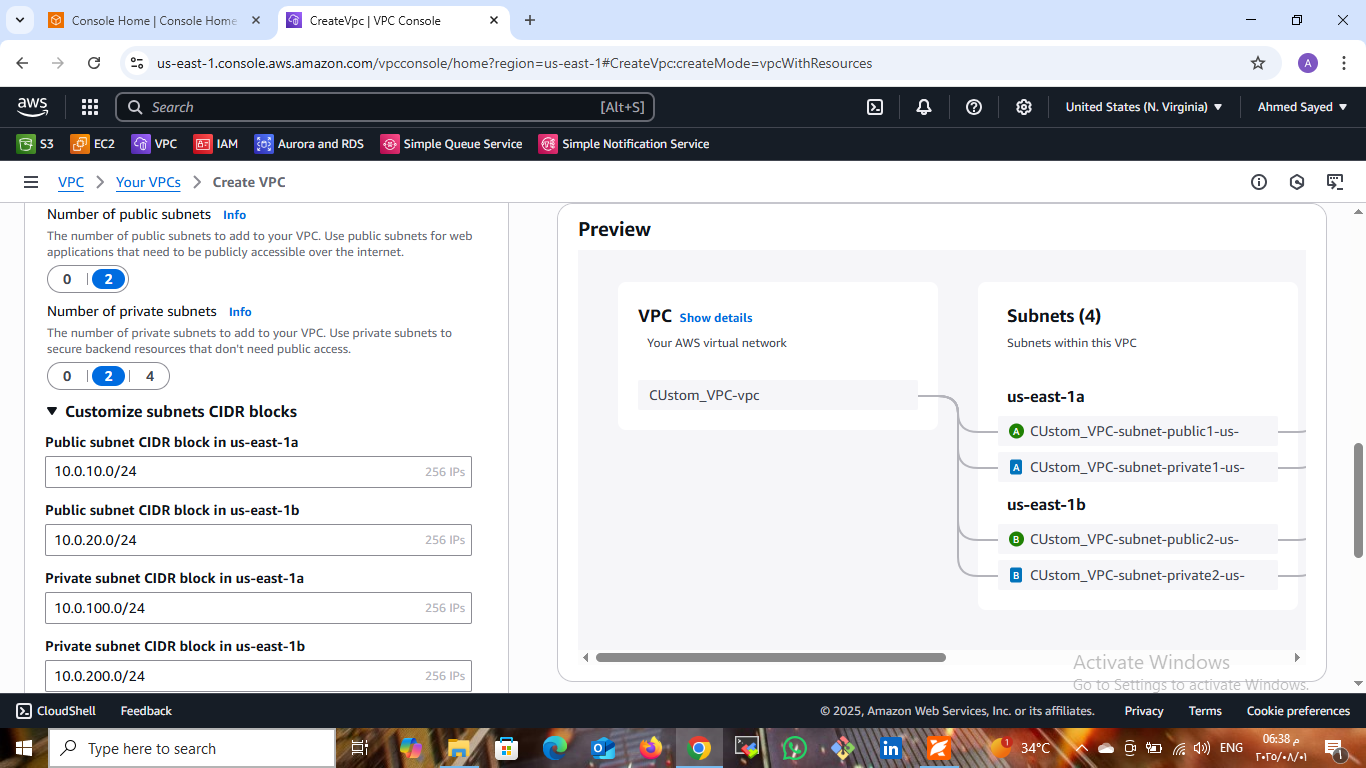 Console Home | Console Home
CreateVpc | VPC Console
us-east-1.console.aws.amazon.com/vpcconsole/home?region=us-east-1#CreateVpc:createMode=vpcWithResources
A
aws
Search
[Alt+S]
United States (N. Virginia)
Ahmed Sayed
S3
EC2
VPC
IAM
Aurora and RDS
Simple Queue Service
Simple Notification Service
VPC
Your VPCs
Create VPC
Number of public subnets Info
The number of public subnets to add to your VPC. Use public subnets for web
applications that need to be publicly accessible over the internet.
0 2
Number of private subnets Info
The number of private subnets to add to your VPC. Use private subnets to
secure backend resources that don't need public access.
0 2 4
Customize subnets CIDR blocks
Public subnet CIDR block in us-east-1a
10.0.10.0/24 256 IPs
Public subnet CIDR block in us-east-1b
10.0.20.0/24 256 IPs
Private subnet CIDR block in us-east-1a
10.0.100.0/24 256 IPs
Private subnet CIDR block in us-east-1b
10.0.200.0/24 256 IPs
Preview
VPC Show details
Your AWS virtual network
CUstom_VPC-vpc
Subnets (4)
Subnets within this VPC
us-east-1a
A CUstom_VPC-subnet-public1-us-
A CUstom_VPC-subnet-private1-us-
us-east-1b
B CUstom_VPC-subnet-public2-us-
B CUstom_VPC-subnet-private2-us-
Activate Windows
Go to Settings to activate Windows.
CloudShell
Feedback
© 2025, Amazon Web Services, Inc. or its affiliates.
Privacy
Terms
Cookie preferences
Type here to search
1
34°C
ENG
06:38 م
٢٠٢٥/٠٨/٠١
1